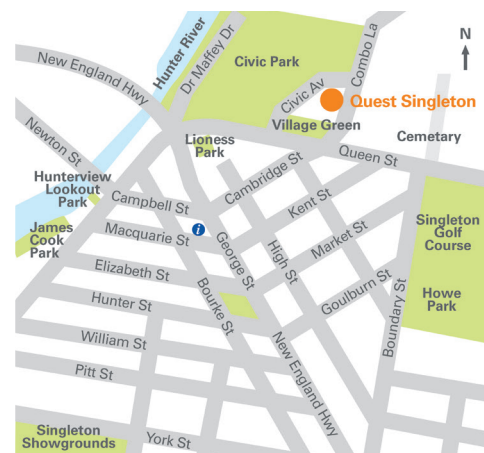 Hunter River
Dr Maffey Dr
Civic Park
Combo La
N
New England Hwy
Civic Av
Quest Singleton
Newton St
Village Green
Cemetary
Lioness
Park
Queen St
Hunterview
Lookout
Park
Cambridge St
Campbell St
Kent St
James
Cook
Park
Macquarie St
i
George St
High St
Market St
Singleton
Golf
Course
Elizabeth St
Bourke St
Goulburn St
Hunter St
Howe
Park
Boundary St
William St
New England Hwy
Pitt St
Singleton
Showgrounds
York St